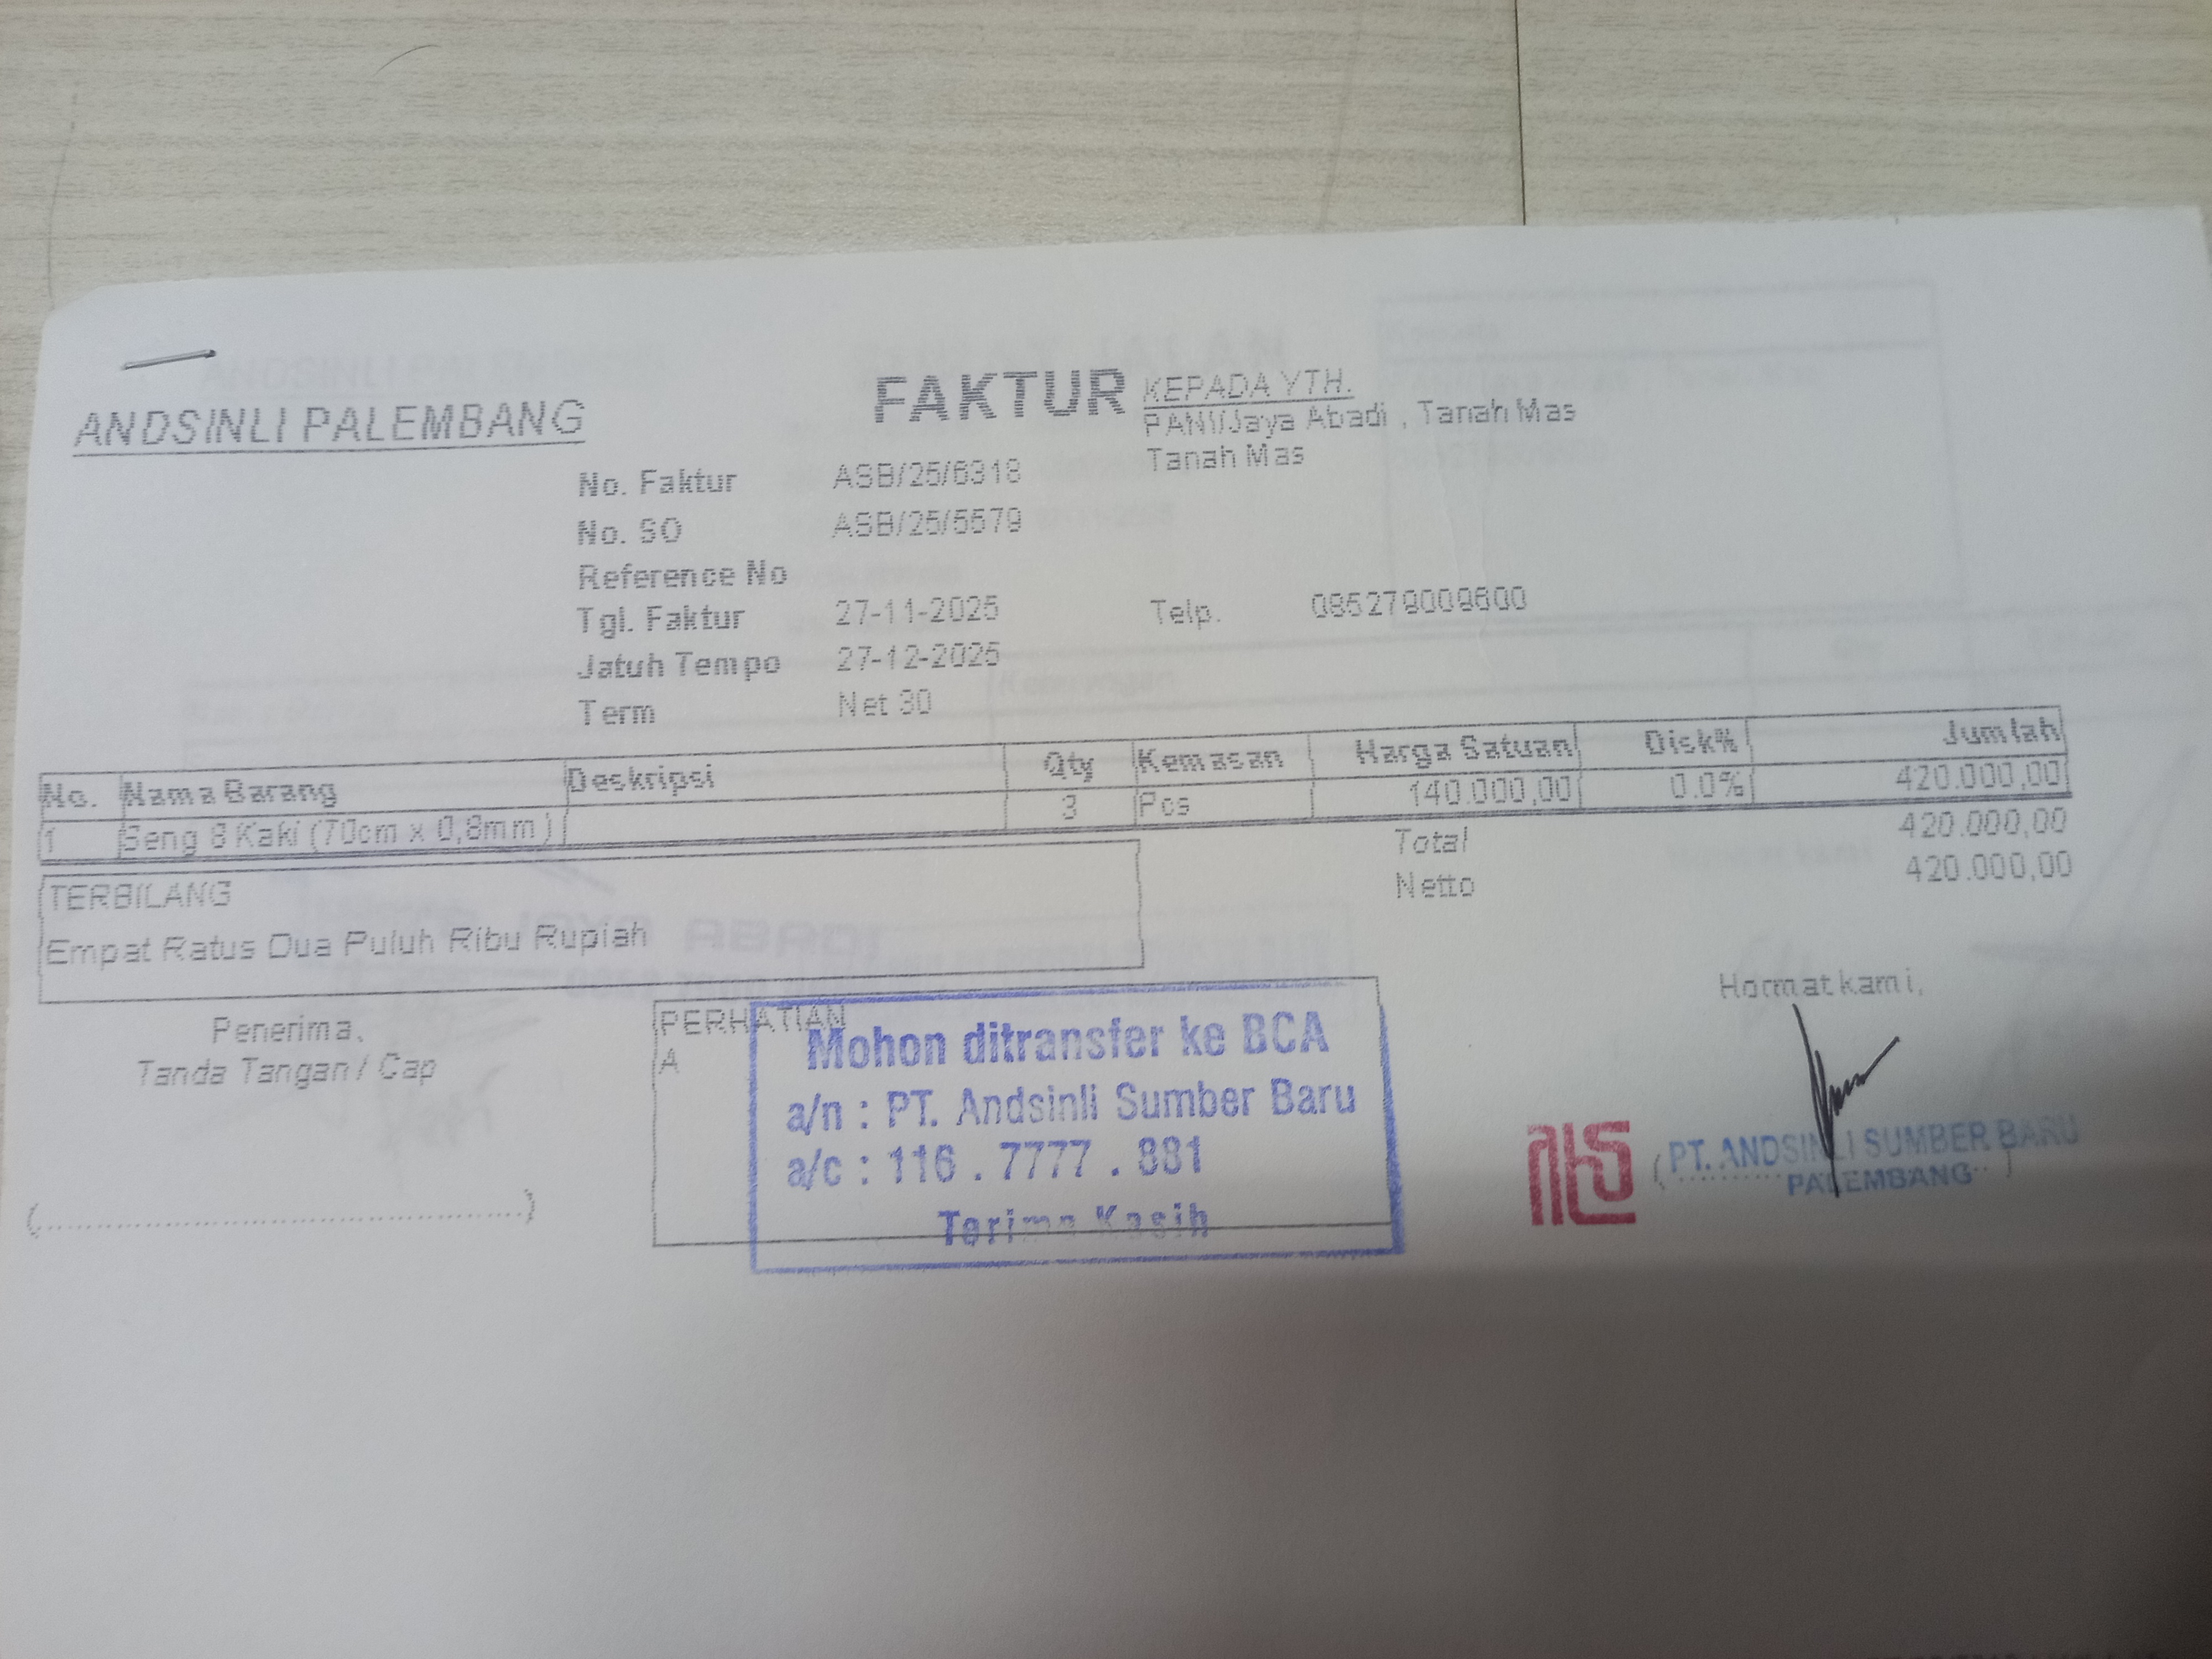 ANDSINLI PALEMBANG
FAKTUR
KEPADA YTH.
PANI/Jaya Abadi , Tanah Mas
Tanah Mas
No. Faktur ASB/25/6318
No. SO ASB/25/5579
Reference No
Tgl. Faktur 27-11-2025
Telp. 085279009600
Jatuh Tempo 27-12-2025
Term Net 30
No. Nama Barang Deskripsi Qty Kemasan Harga Satuan Disk% Jumlah
1 Seng 8 Kaki (70cm x 0,8mm) 3 Pcs 140.000,00 0.0% 420.000,00
Total 420.000,00
Netto 420.000,00
TERBILANG
Empat Ratus Dua Puluh Ribu Rupiah
Penerima,
Tanda Tangan / Cap
PERHATIAN
A
Mohon ditransfer ke BCA
a/n : PT. Andsinli Sumber Baru
a/c : 116 . 7777 . 881
Terima Kasih
Hormat kami,
PT. ANDSINLI SUMBER BARU
PALEMBANG